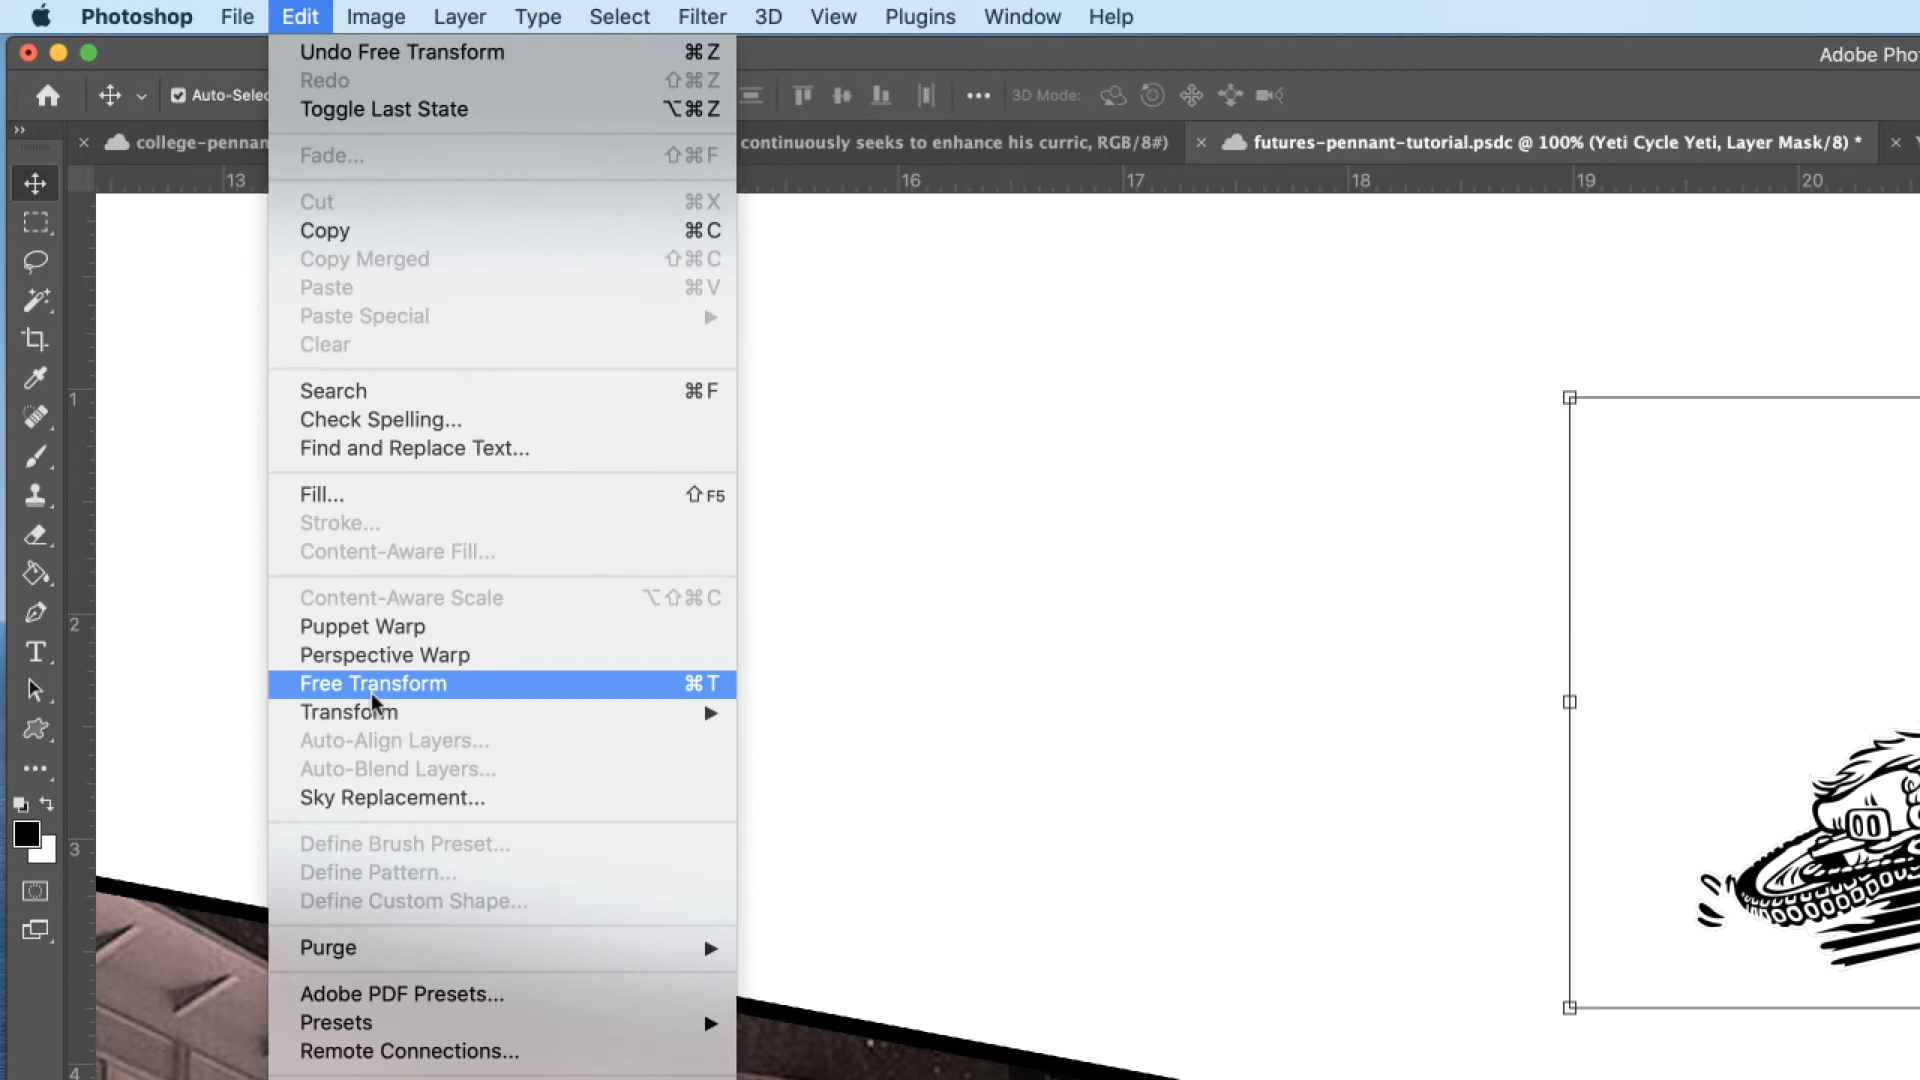 Photoshop File Edit Image Layer Type Select Filter 3D View Plugins Window Help
Adobe Pho
Auto-Selec
3D Mode:
college-pennan
continuously seeks to enhance his curric, RGB/8#)
futures-pennant-tutorial.psdc @ 100% (Yeti Cycle Yeti, Layer Mask/8) *
13 16 17 18 19 20
1
2
3
4
Undo Free Transform ⌘Z
Redo ⇧⌘Z
Toggle Last State ⌥⌘Z
Fade... ⇧⌘F
Cut ⌘X
Copy ⌘C
Copy Merged ⇧⌘C
Paste ⌘V
Paste Special
Clear
Search ⌘F
Check Spelling...
Find and Replace Text...
Fill... ⇧F5
Stroke...
Content-Aware Fill...
Content-Aware Scale ⌥⇧⌘C
Puppet Warp
Perspective Warp
Free Transform ⌘T
Transform
Auto-Align Layers...
Auto-Blend Layers...
Sky Replacement...
Define Brush Preset...
Define Pattern...
Define Custom Shape...
Purge
Adobe PDF Presets...
Presets
Remote Connections...